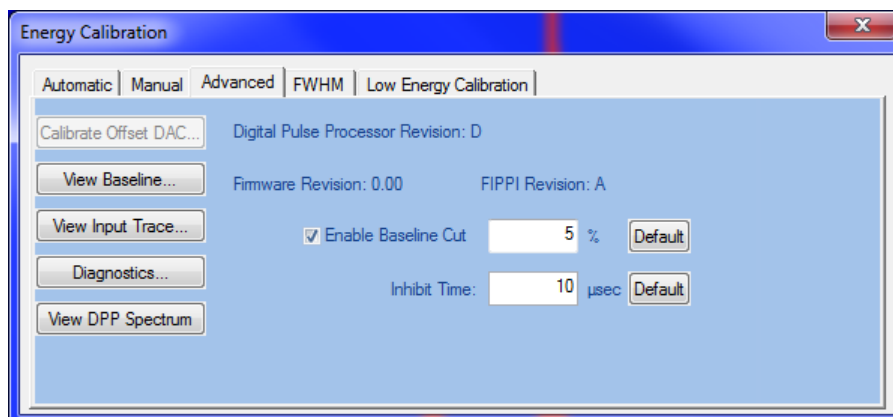 Energy Calibration
Automatic Manual Advanced FWHM Low Energy Calibration
Calibrate Offset DAC... Digital Pulse Processor Revision: D
View Baseline... Firmware Revision: 0.00 FIPPI Revision: A
View Input Trace... Enable Baseline Cut 5 % Default
Diagnostics... Inhibit Time: 10 µsec Default
View DPP Spectrum